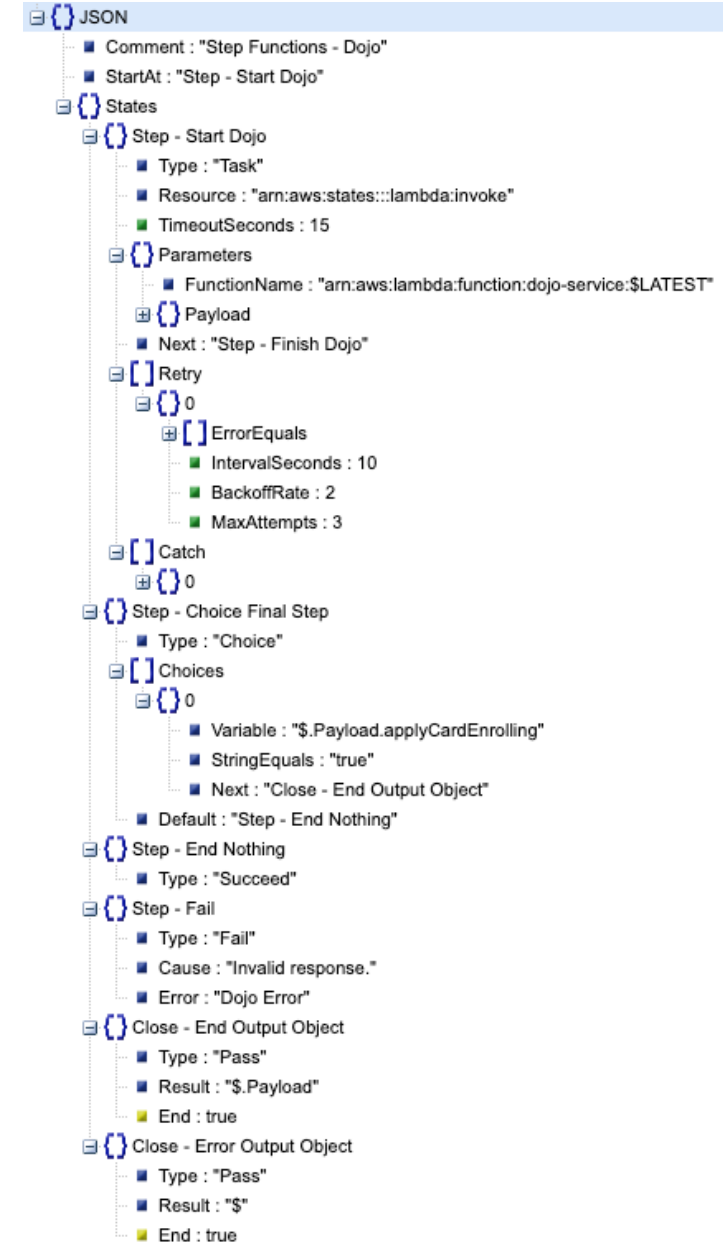 JSON
Comment : "Step Functions - Dojo"
StartAt : "Step - Start Dojo"
States
Step - Start Dojo
Type : "Task"
Resource : "arn:aws:states:::lambda:invoke"
TimeoutSeconds : 15
Parameters
FunctionName : "arn:aws:lambda:function:dojo-service:$LATEST"
Payload
Next : "Step - Finish Dojo"
Retry
0
ErrorEquals
IntervalSeconds : 10
BackoffRate : 2
MaxAttempts : 3
Catch
0
Step - Choice Final Step
Type : "Choice"
Choices
0
Variable : "$.Payload.applyCardEnrolling"
StringEquals : "true"
Next : "Close - End Output Object"
Default : "Step - End Nothing"
Step - End Nothing
Type : "Succeed"
Step - Fail
Type : "Fail"
Cause : "Invalid response."
Error : "Dojo Error"
Close - End Output Object
Type : "Pass"
Result : "$.Payload"
End : true
Close - Error Output Object
Type : "Pass"
Result : "$"
End : true